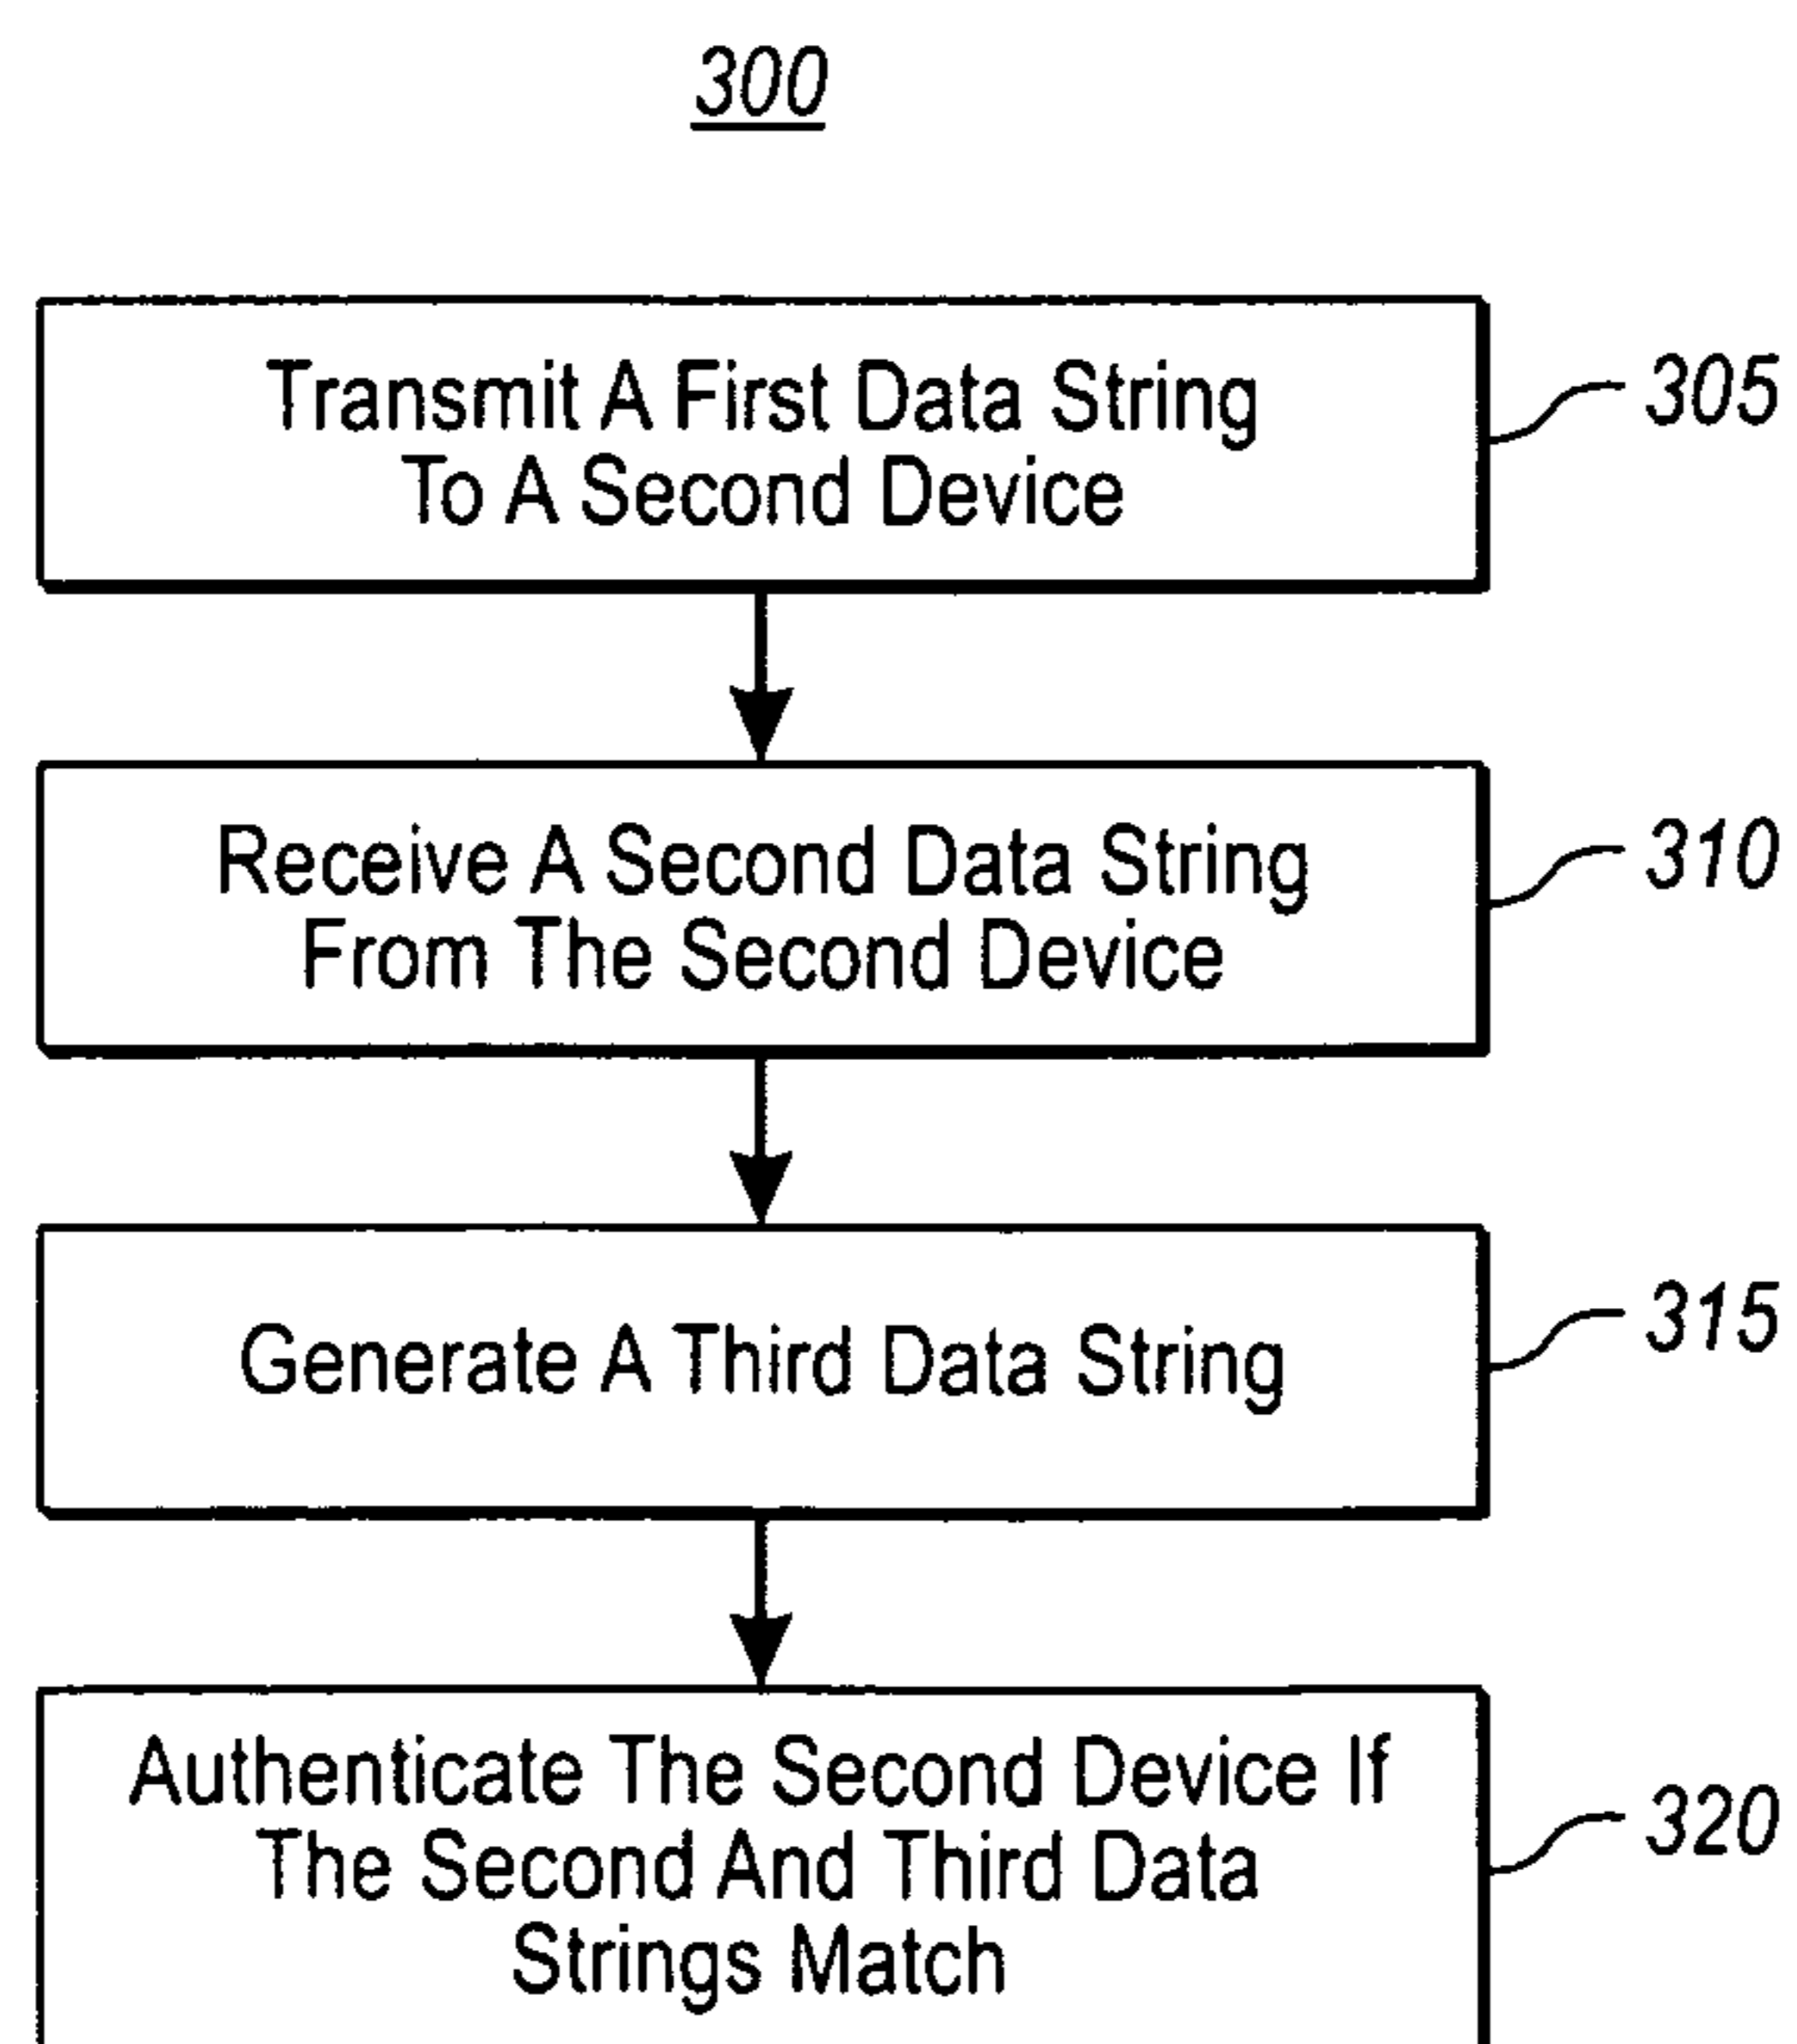 300
Transmit A First Data String
To A Second Device
305
Receive A Second Data String
From The Second Device
310
Generate A Third Data String
315
Authenticate The Second Device If
The Second And Third Data
Strings Match
320